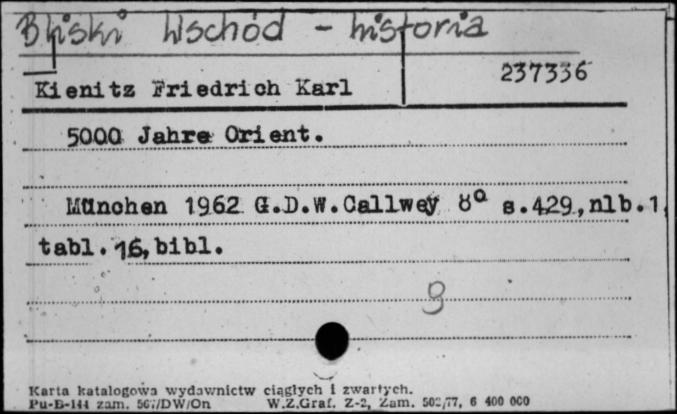 Bliski Wschód - historia
237336
Kienitz Friedrich Karl
5000 Jahre Orient.
München 1962 G.D.W.Callwey 8° s.429,nlb.1,
tabl.16,bibl.
9
Karta katalogowa wydawnictw ciągłych i zwartych.
Pu-B-144 zam. 567/DW/On W.Z.Graf. Z-2, Zam. 502/77, 6 400 000